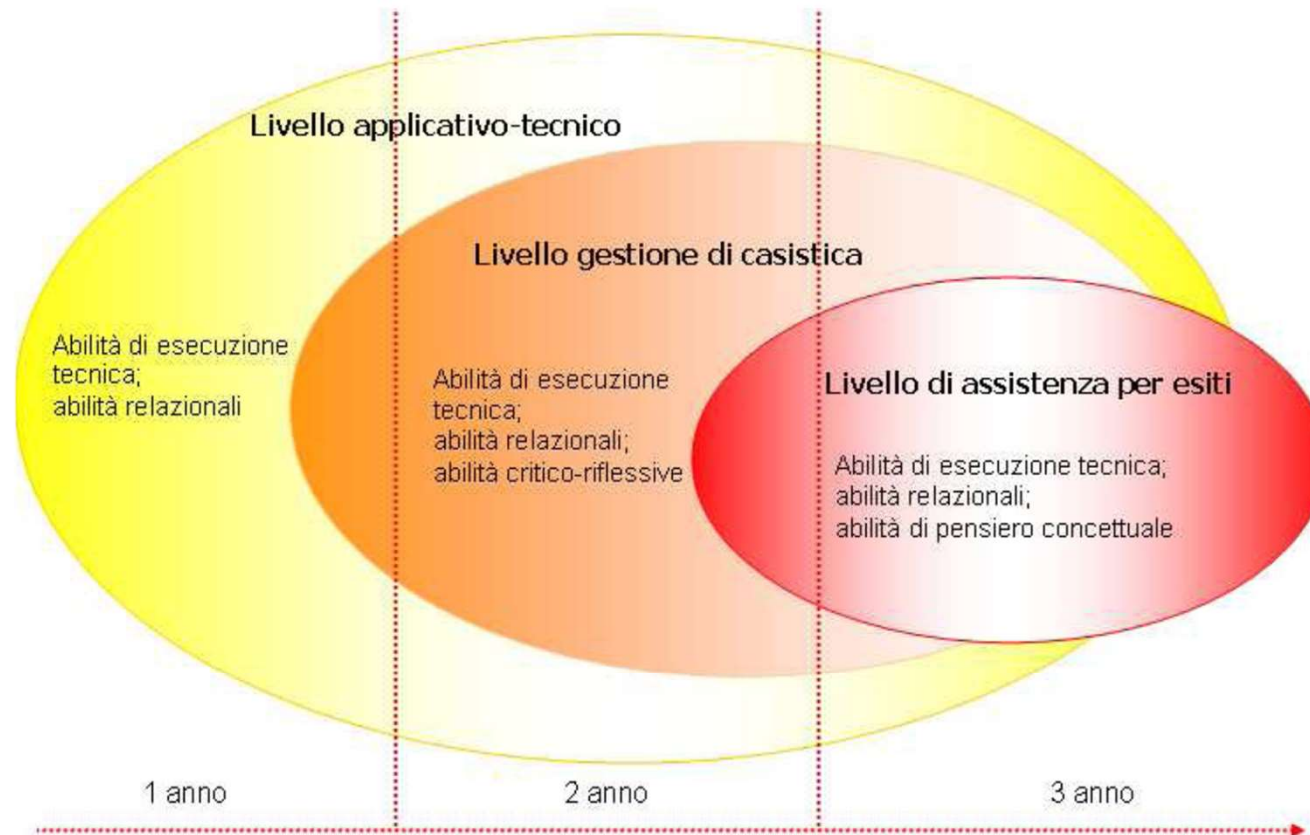 Livello applicativo-tecnico
Livello gestione di casistica
Abilità di esecuzione
tecnica;
abilità relazionali
Abilità di esecuzione
tecnica;
abilità relazionali;
abilità critico-riflessive
Livello di assistenza per esiti
Abilità di esecuzione tecnica;
abilità relazionali;
abilità di pensiero concettuale
1 anno
2 anno
3 anno